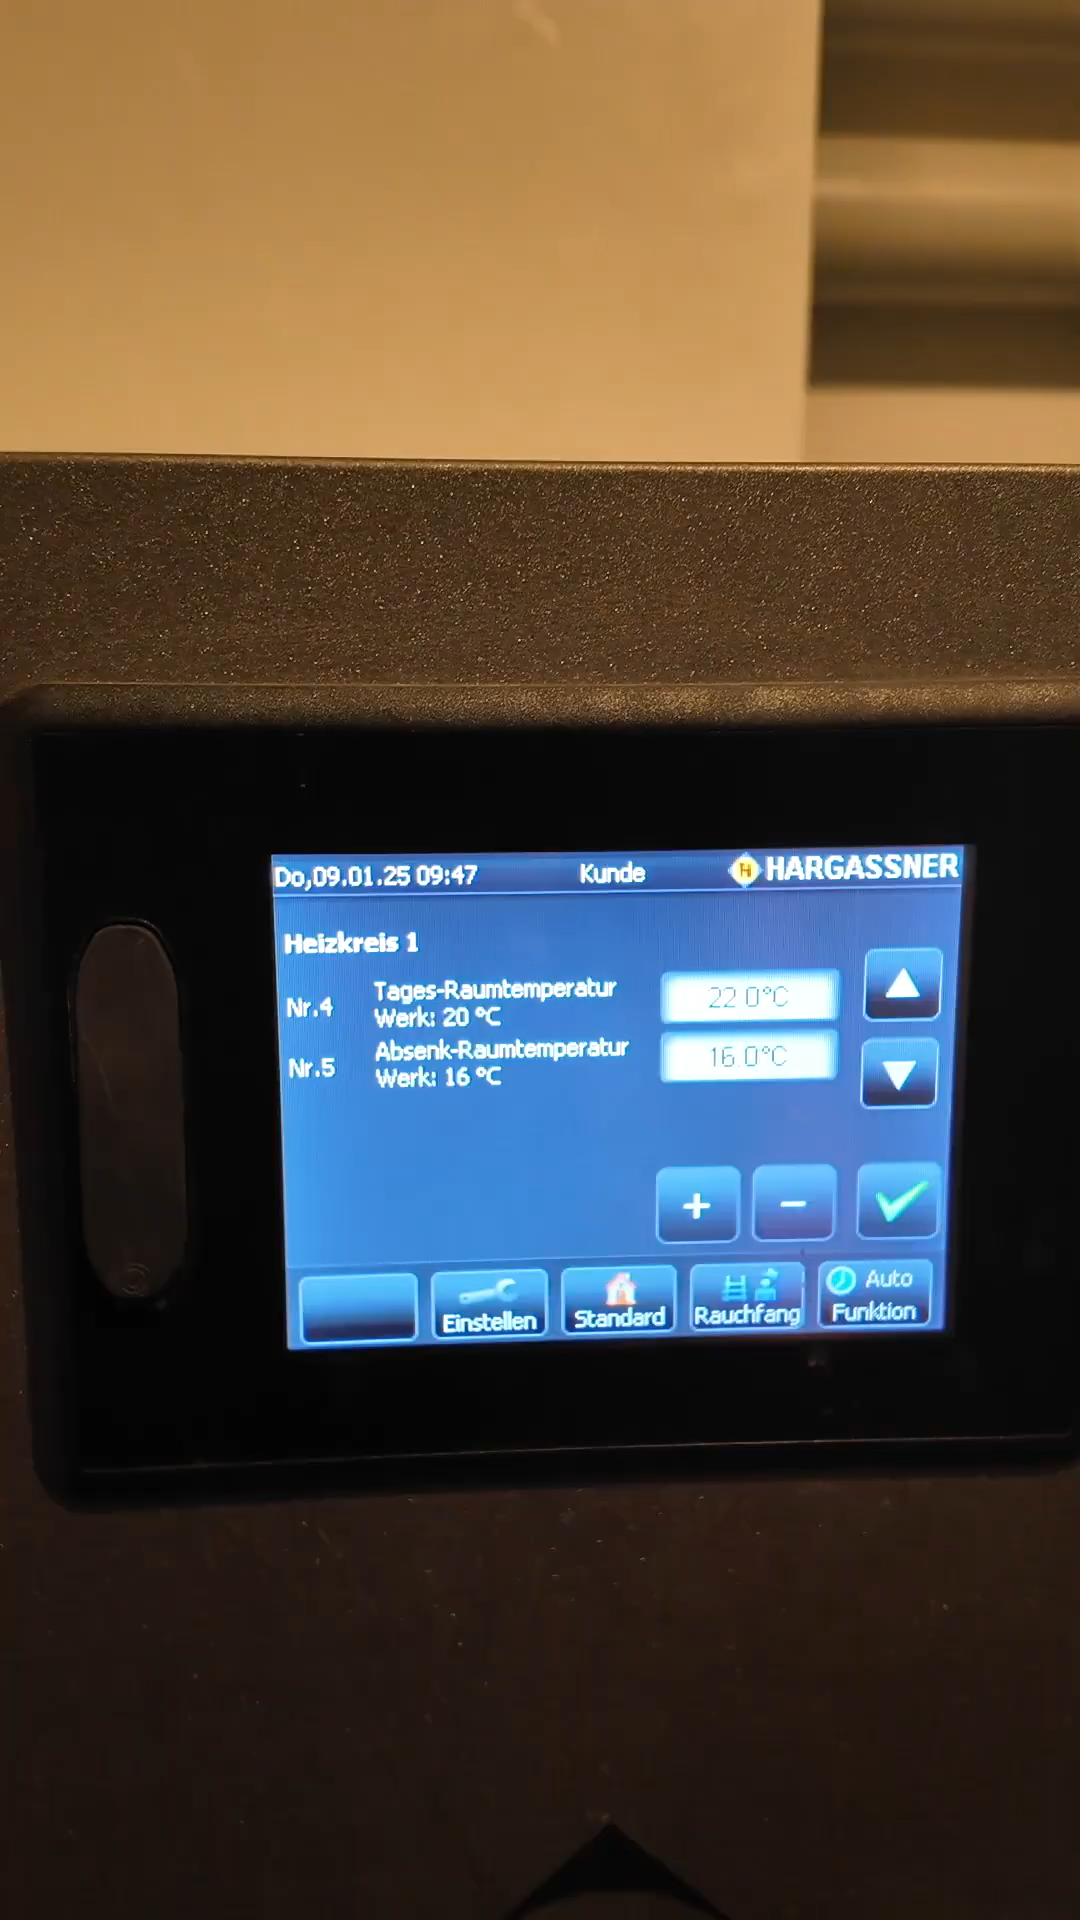 Do,09.01.25 09:47 Kunde HARGASSNER
Heizkreis 1
Nr.4 Tages-Raumtemperatur 22.0°C
Werk: 20 °C
Nr.5 Absenk-Raumtemperatur 16.0°C
Werk: 16 °C
+ −
Einstellen Standard Rauchfang Auto Funktion